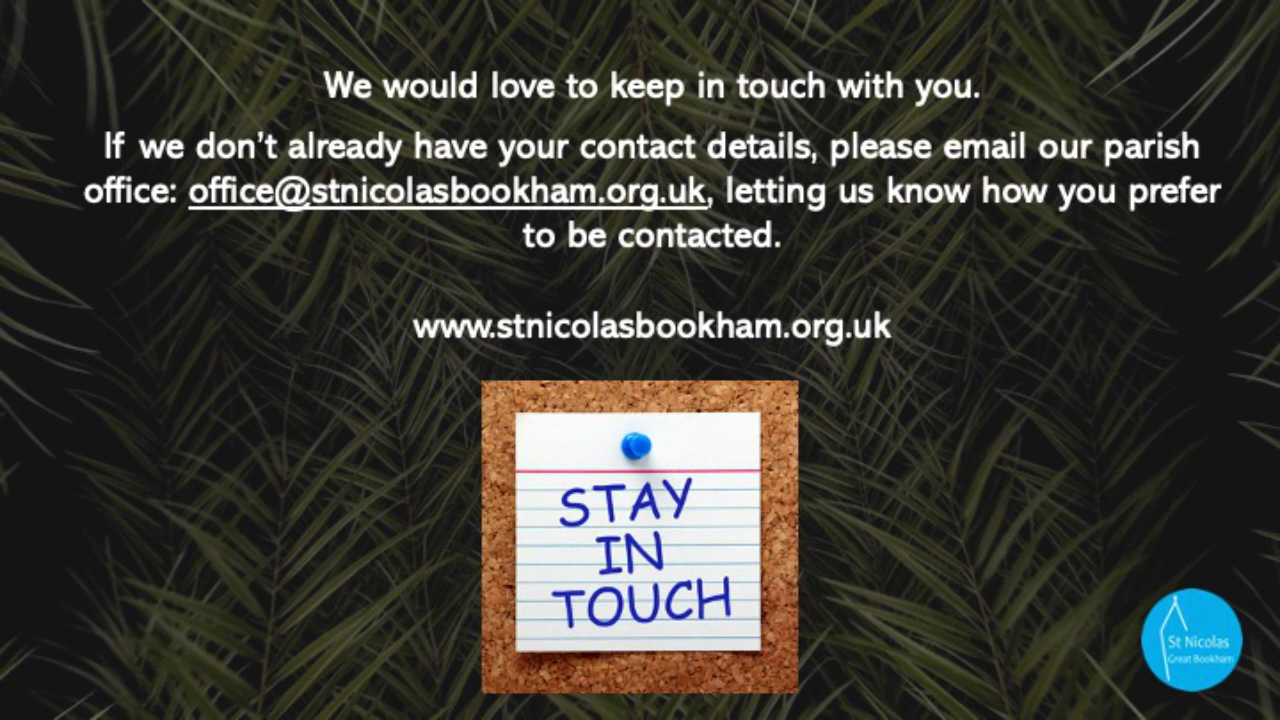 We would love to keep in touch with you.
If we don’t already have your contact details, please email our parish
office: office@stnicolasbookham.org.uk, letting us know how you prefer
to be contacted.
www.stnicolasbookham.org.uk
STAY
IN
TOUCH
St Nicolas
Great Bookham